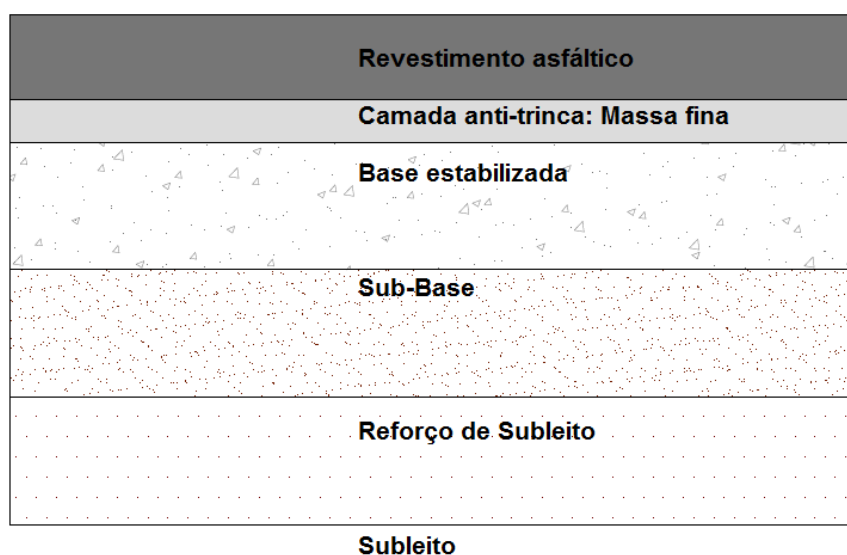 Revestimento asfáltico
Camada anti-trinca: Massa fina
Base estabilizada
Sub-Base
Reforço de Subleito
Subleito